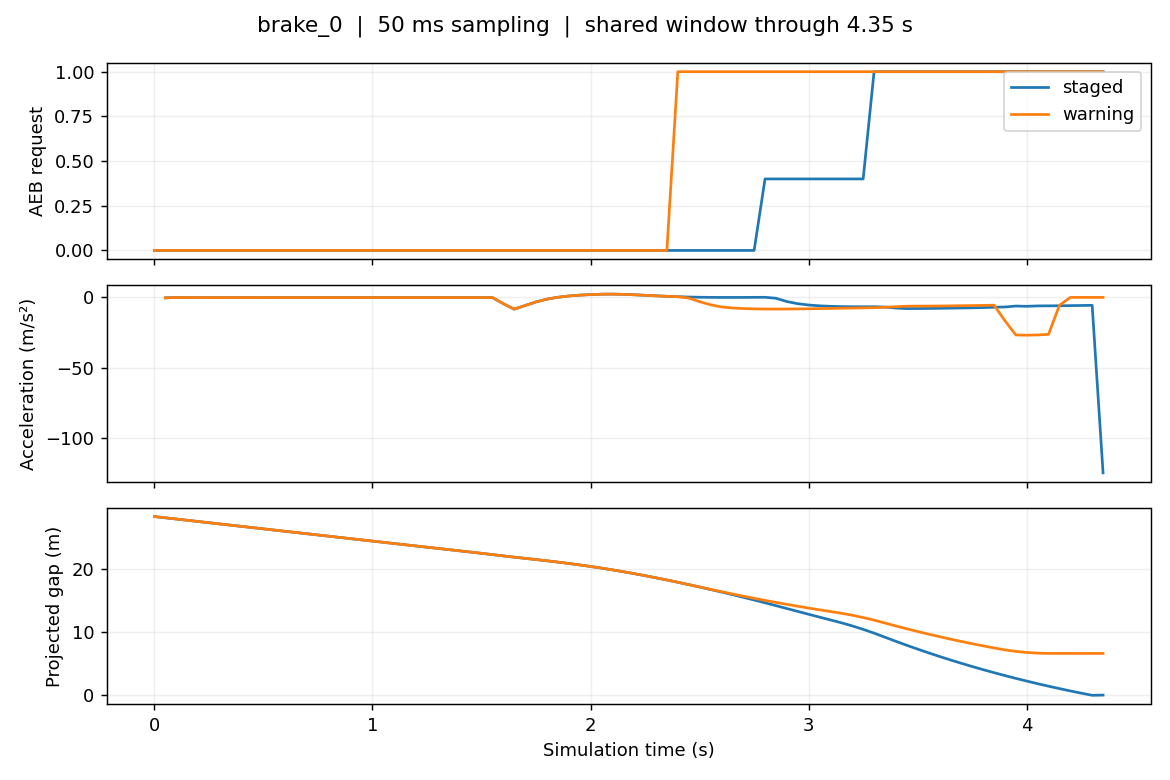 brake_0 | 50 ms sampling | shared window through 4.35 s
AEB request
1.00
0.75
0.50
0.25
0.00
staged
warning
Acceleration (m/s²)
0
−50
−100
Projected gap (m)
20
10
0
0 1 2 3 4
Simulation time (s)